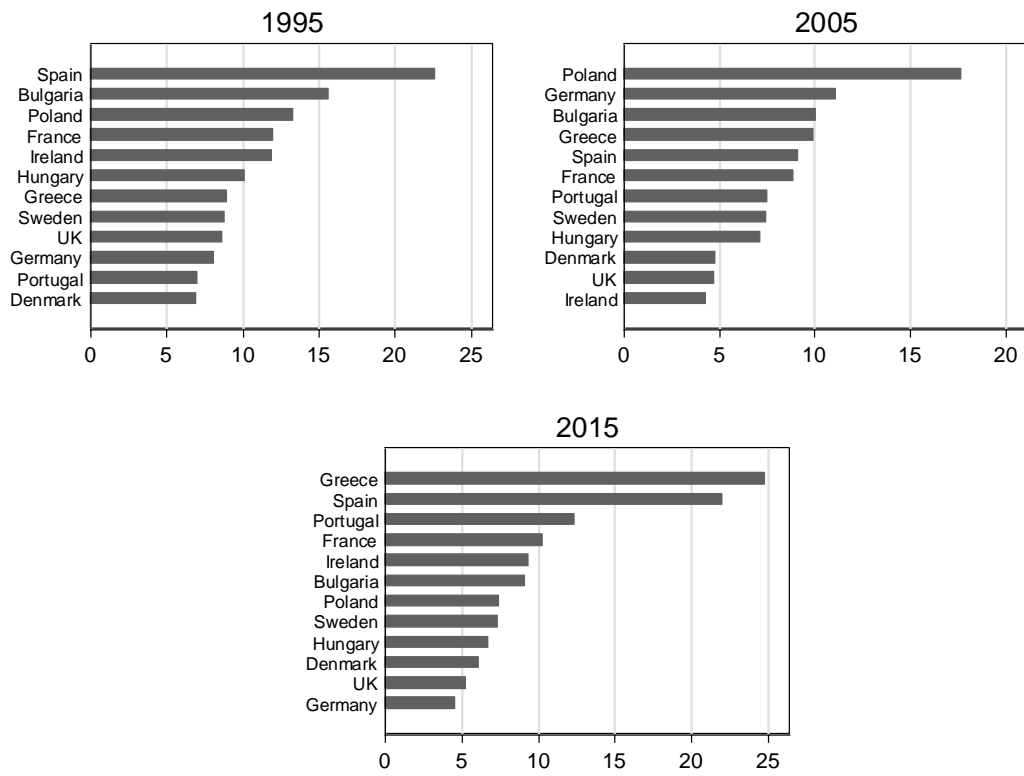 1995
Spain
Bulgaria
Poland
France
Ireland
Hungary
Greece
Sweden
UK
Germany
Portugal
Denmark
0 5 10 15 20 25
2005
Poland
Germany
Bulgaria
Greece
Spain
France
Portugal
Sweden
Hungary
Denmark
UK
Ireland
0 5 10 15 20
2015
Greece
Spain
Portugal
France
Ireland
Bulgaria
Poland
Sweden
Hungary
Denmark
UK
Germany
0 5 10 15 20 25